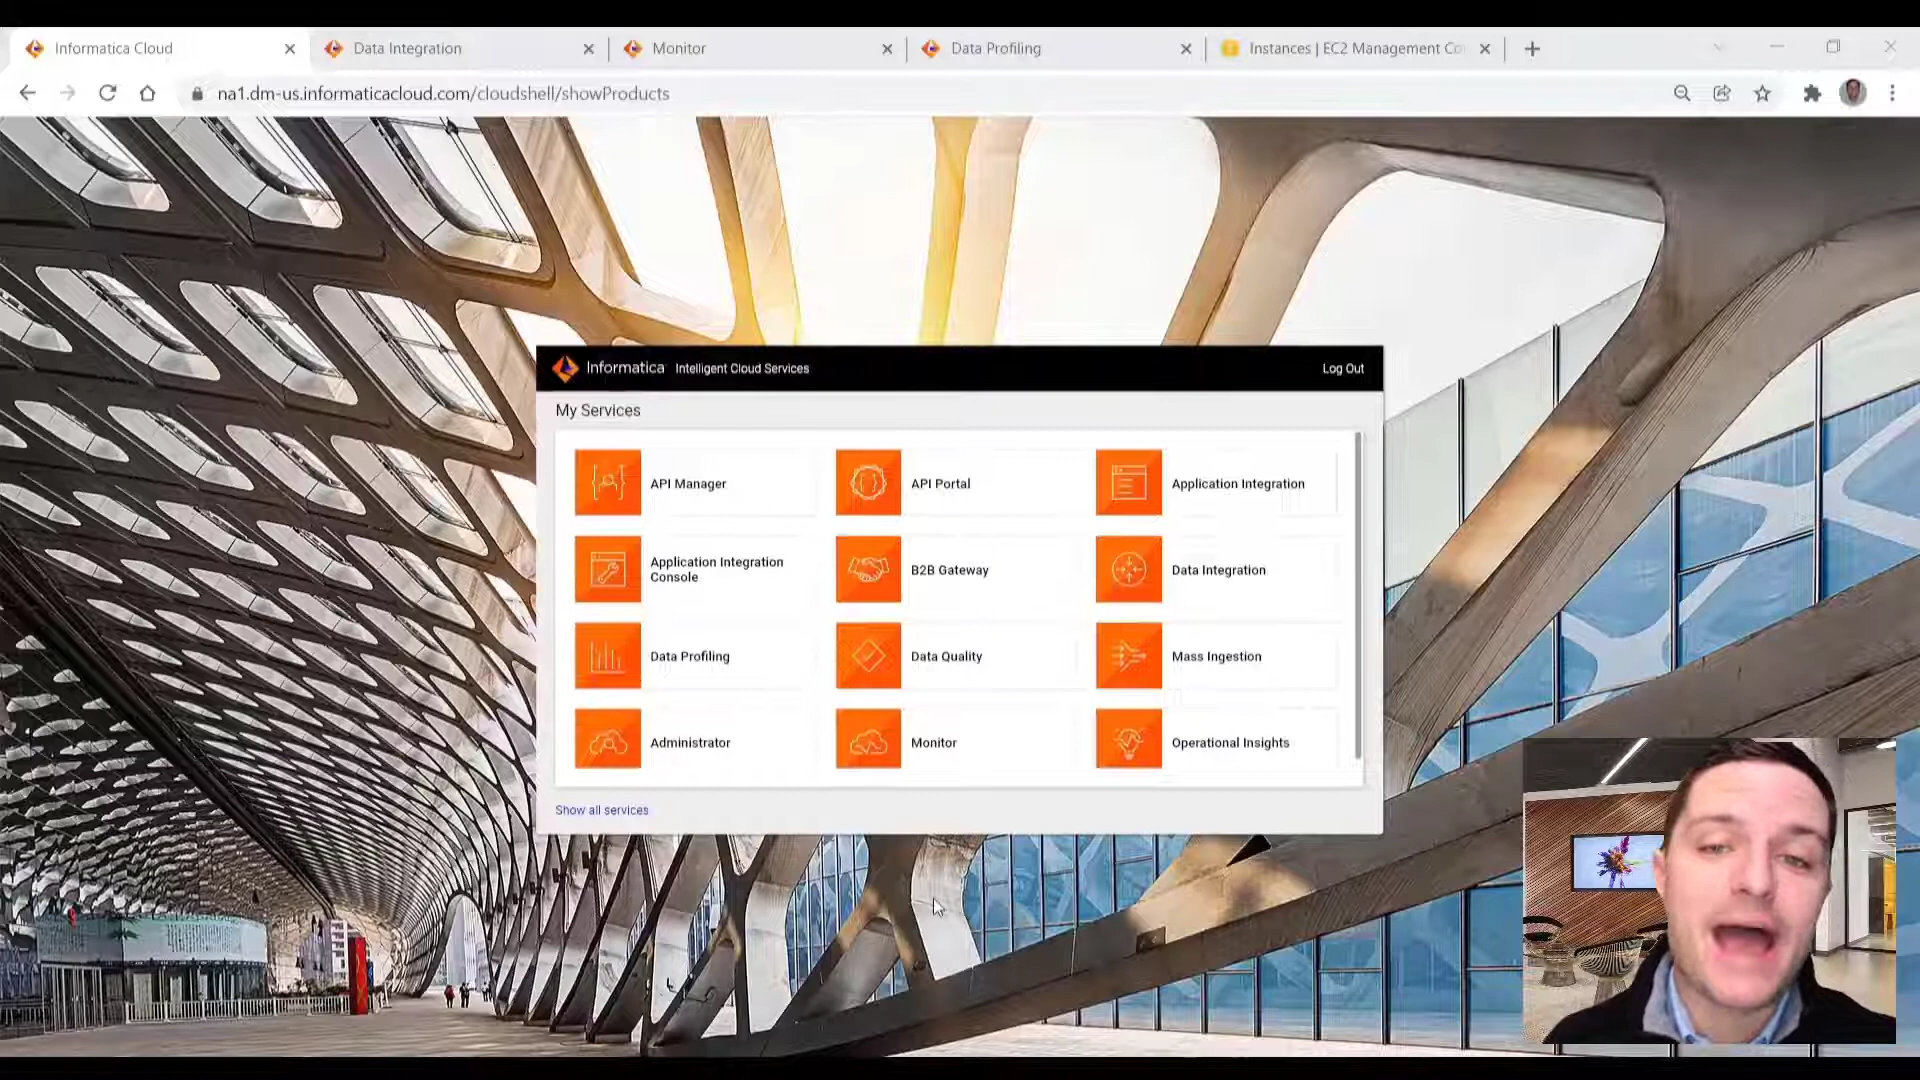 Informatica Cloud
Data Integration
Monitor
Data Profiling
Instances | EC2 Management Co
na1.dm-us.informaticacloud.com/cloudshell/showProducts
Informatica Intelligent Cloud Services
Log Out
My Services
API Manager
API Portal
Application Integration
Application Integration
Console
B2B Gateway
Data Integration
Data Profiling
Data Quality
Mass Ingestion
Administrator
Monitor
Operational Insights
Show all services